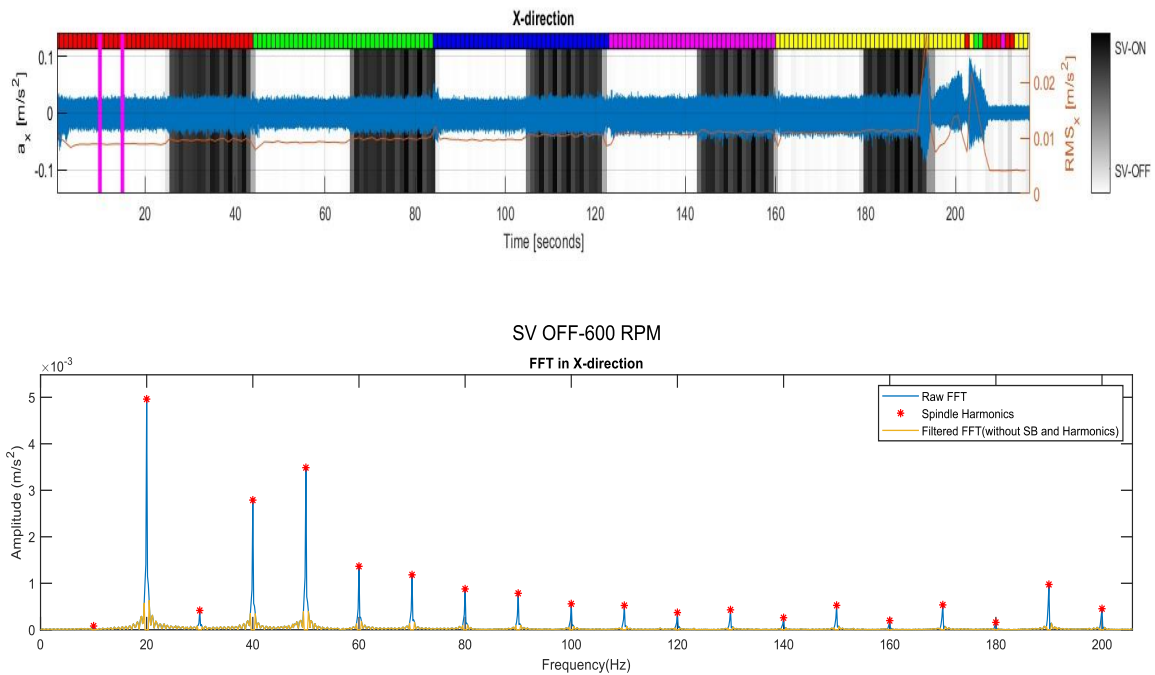 X-direction
0.1
0
-0.1
a_x [m/s²]
0.02
0.01
0
RMS_x [m/s²]
SV-ON
SV-OFF
20 40 60 80 100 120 140 160 180 200
Time [seconds]
SV OFF-600 RPM
FFT in X-direction
×10⁻³
5
4
3
2
1
0
Amplitude (m/s²)
Raw FFT
Spindle Harmonics
Filtered FFT(without SB and Harmonics)
0 20 40 60 80 100 120 140 160 180 200
Frequency(Hz)